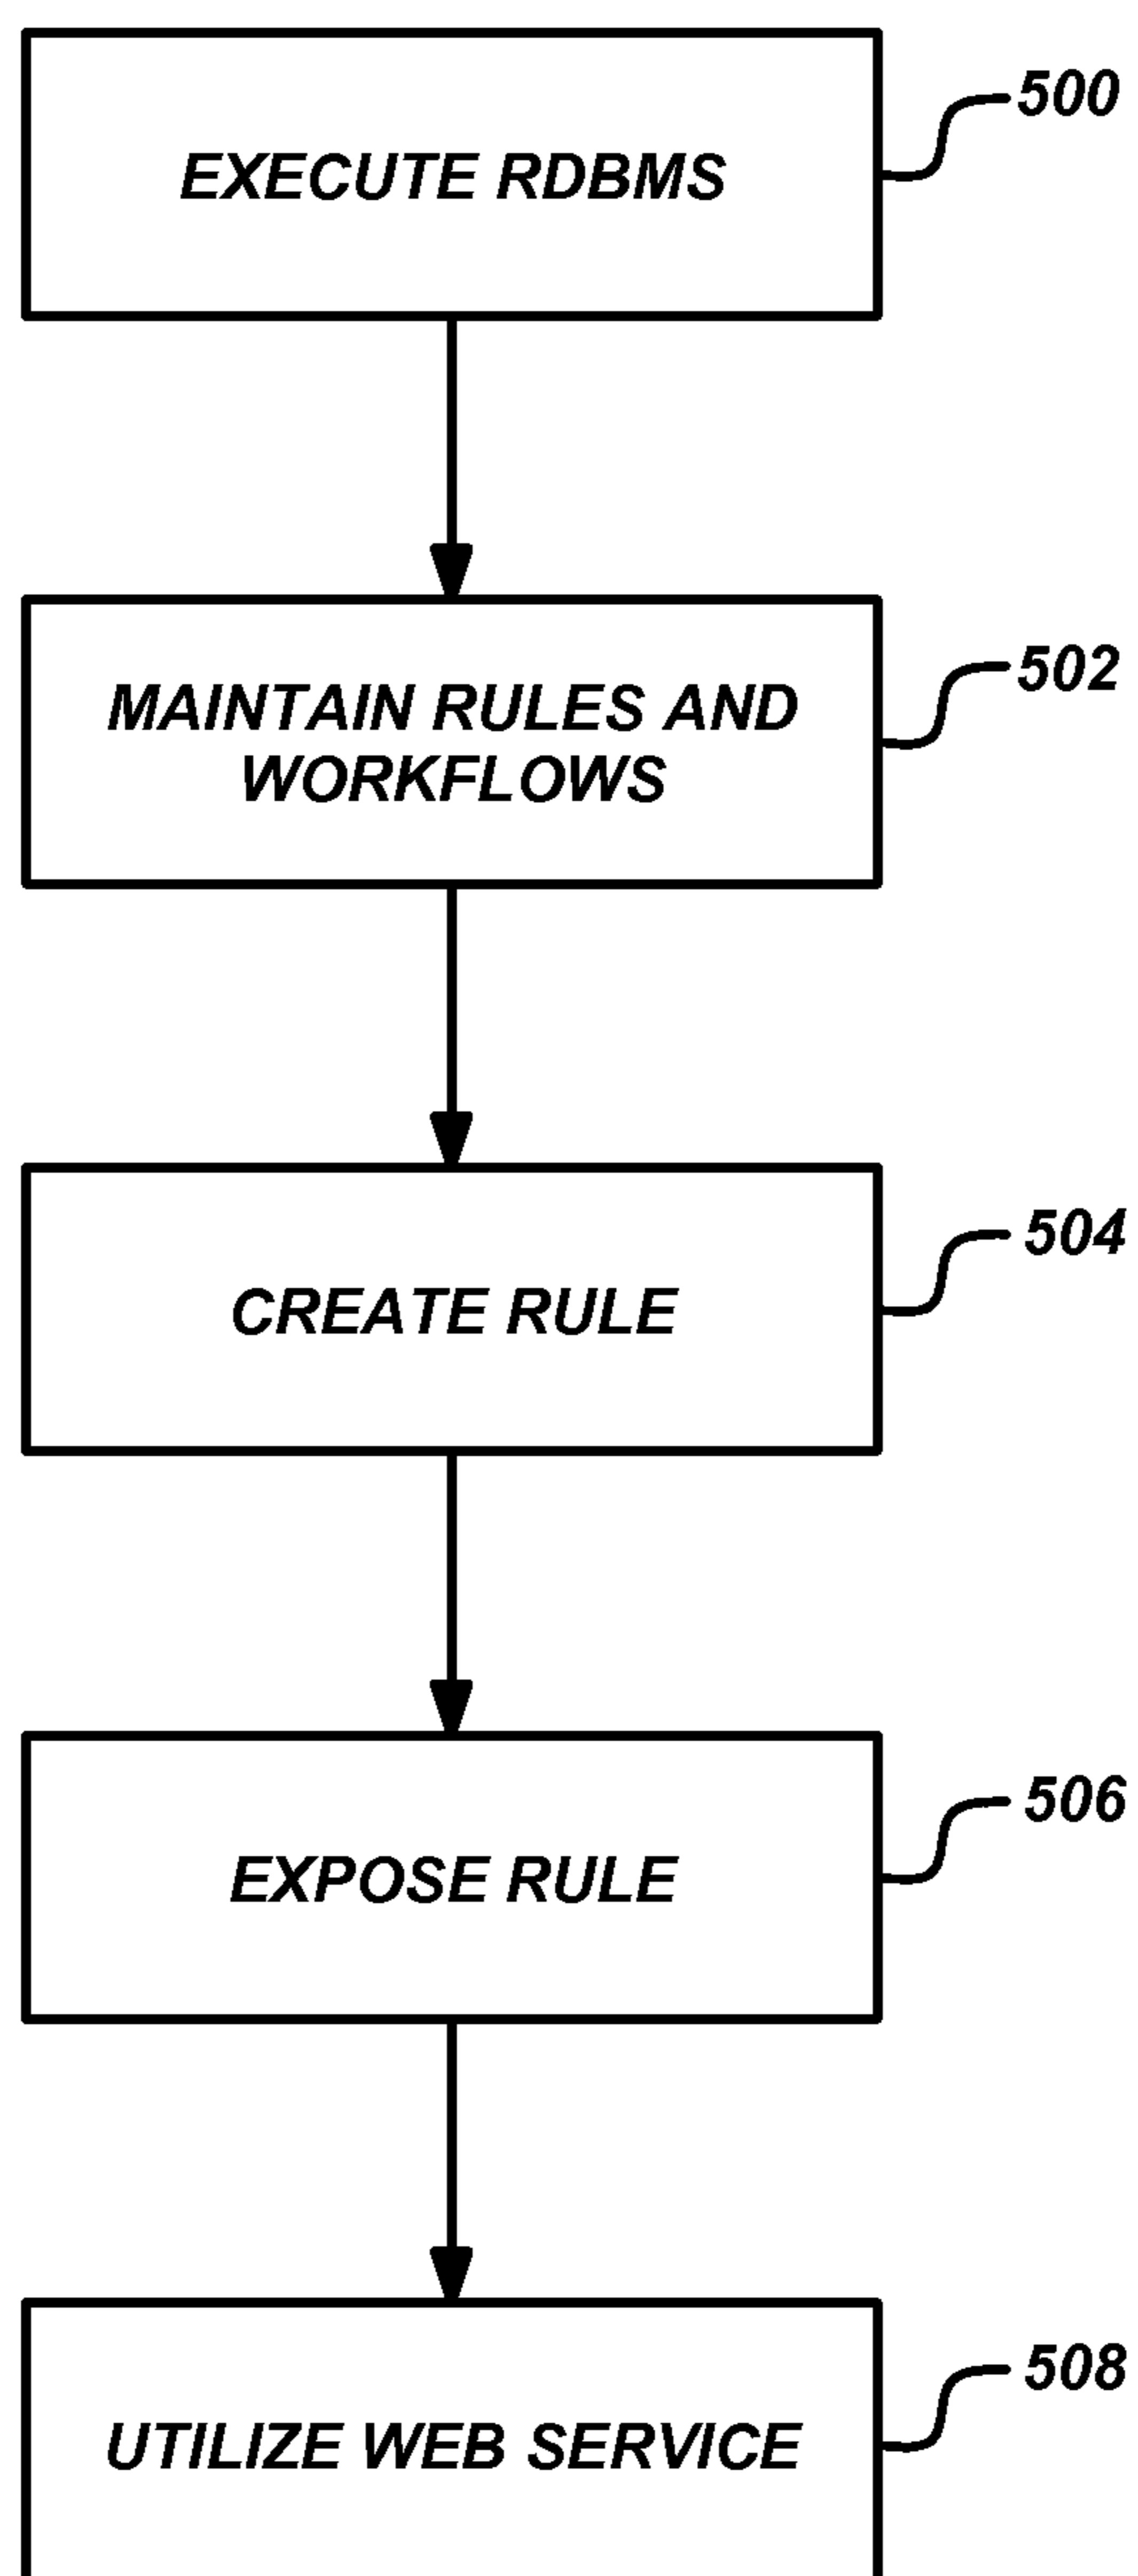 EXECUTE RDBMS
500
MAINTAIN RULES AND
WORKFLOWS
502
CREATE RULE
504
EXPOSE RULE
506
UTILIZE WEB SERVICE
508